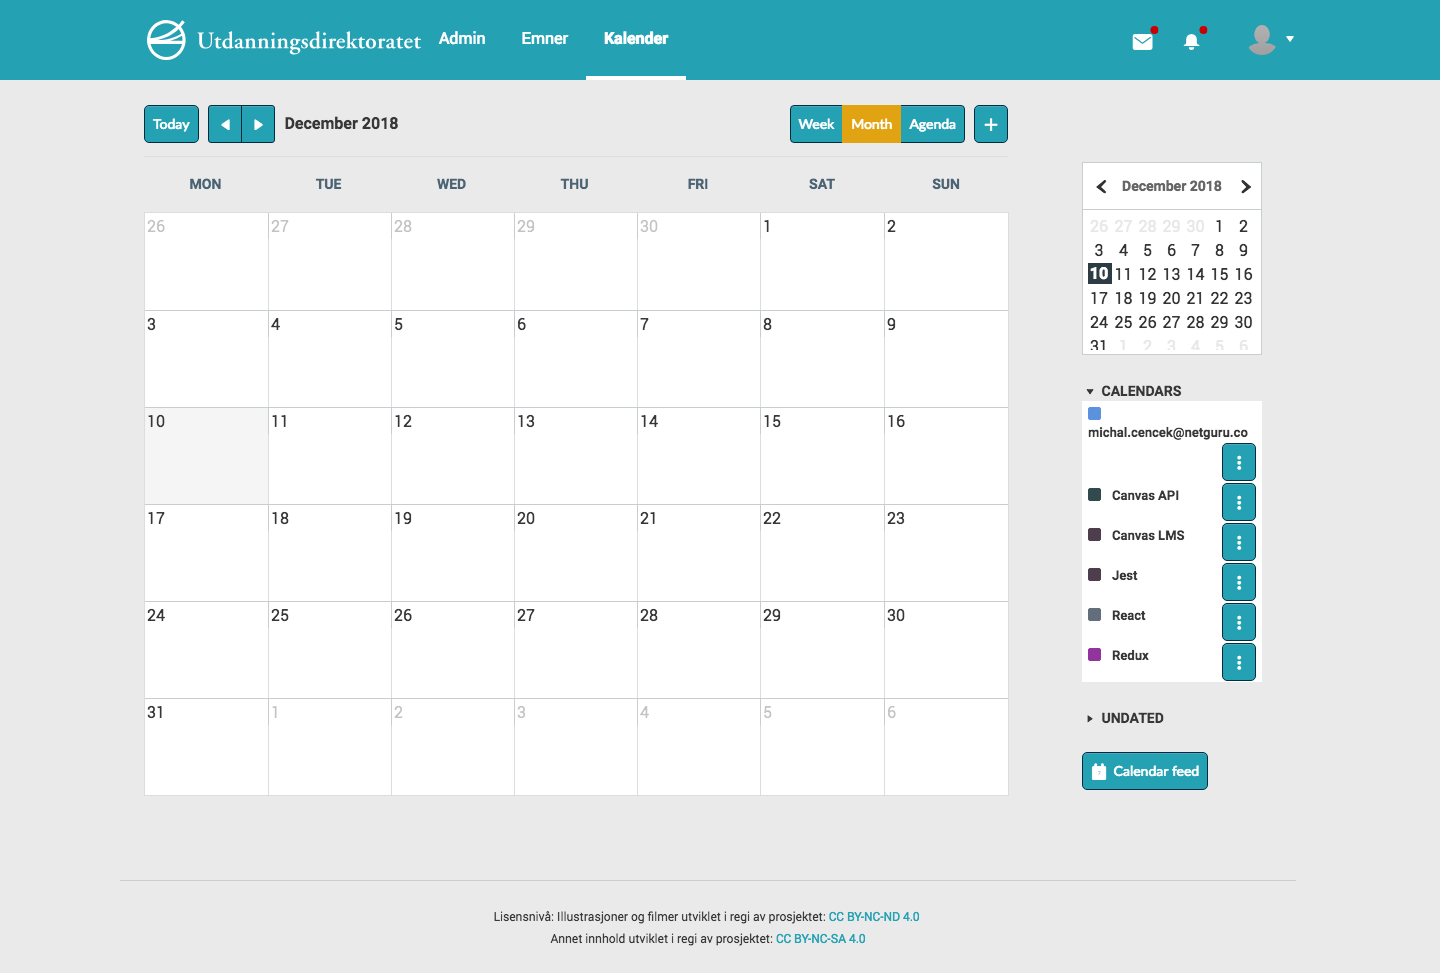 Utdanningsdirektoratet Admin Emner Kalender
Today December 2018 Week Month Agenda +
MON TUE WED THU FRI SAT SUN
26 27 28 29 30 1 2
3 4 5 6 7 8 9
10 11 12 13 14 15 16
17 18 19 20 21 22 23
24 25 26 27 28 29 30
31 1 2 3 4 5 6
December 2018
26 27 28 29 30 1 2
3 4 5 6 7 8 9
10 11 12 13 14 15 16
17 18 19 20 21 22 23
24 25 26 27 28 29 30
31 1 2 3 4 5 6
CALENDARS
michal.cencek@netguru.co
Canvas API
Canvas LMS
Jest
React
Redux
UNDATED
Calendar feed
Lisensnivå: Illustrasjoner og filmer utviklet i regi av prosjektet: CC BY-NC-ND 4.0
Annet innhold utviklet i regi av prosjektet: CC BY-NC-SA 4.0